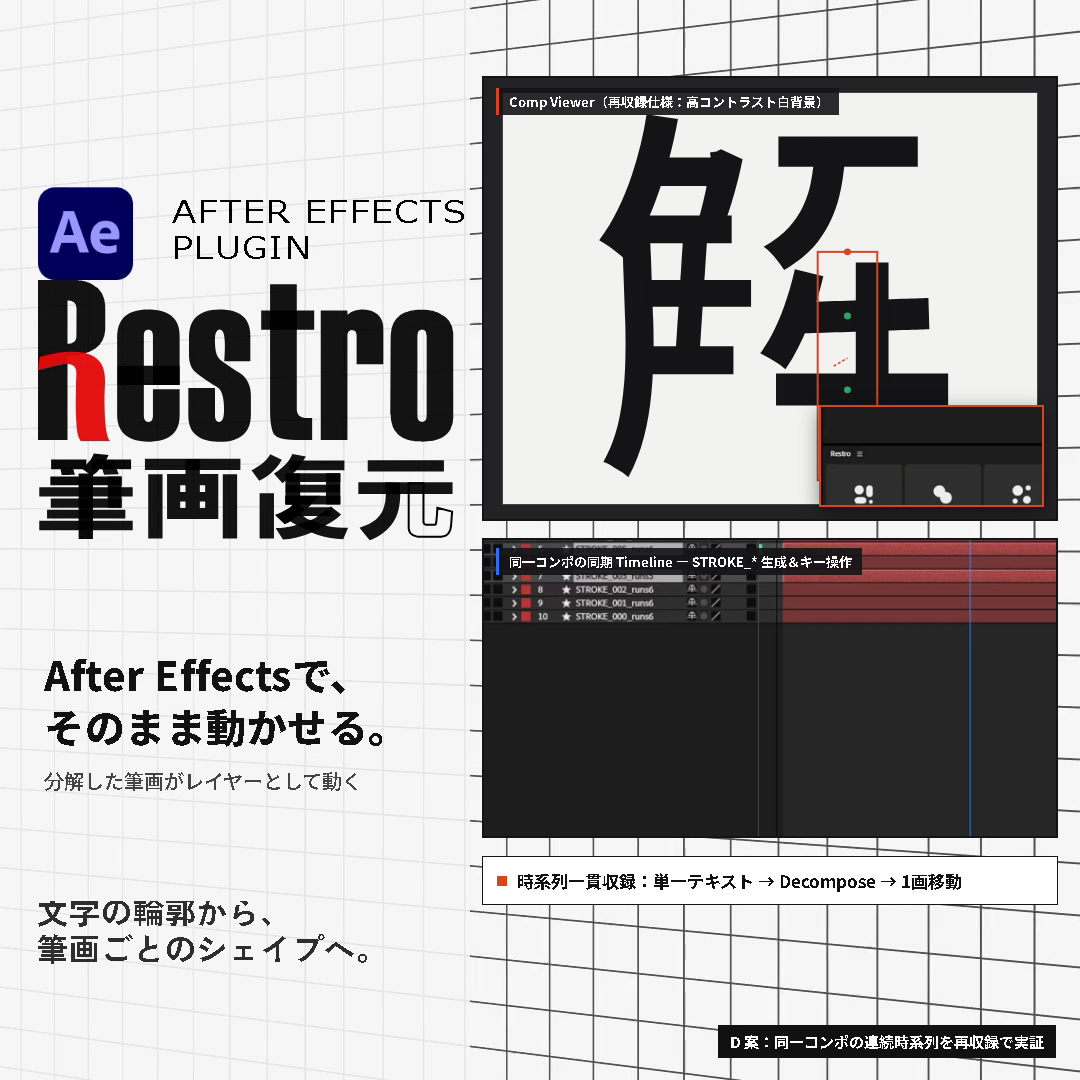 Ae
AFTER EFFECTS
PLUGIN
Restro
筆画復元
After Effectsで、
そのまま動かせる。
分解した筆画がレイヤーとして動く
文字の輪郭から、
筆画ごとのシェイプへ。
Comp Viewer（再収録仕様：高コントラスト白背景）
解
Restro
同一コンポの同期 Timeline — STROKE_* 生成＆キー操作
7 STROKE_003_runs5
8 STROKE_002_runs6
9 STROKE_001_runs6
10 STROKE_000_runs6
時系列一貫収録：単一テキスト → Decompose → 1画移動
D 案：同一コンポの連続時系列を再収録で実証